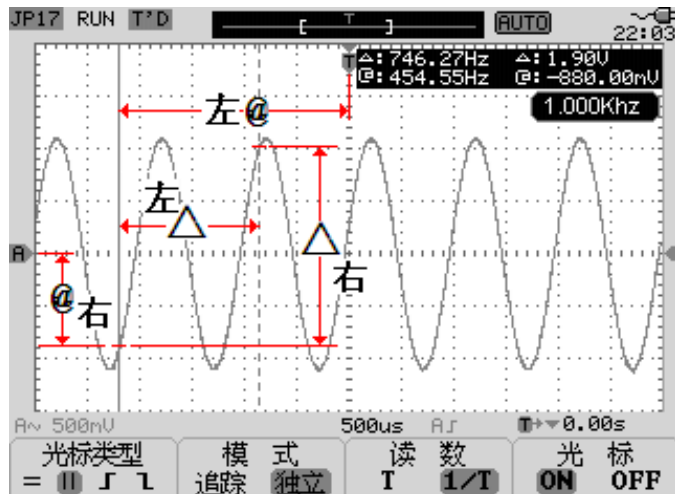 JP17 RUN T'D T AUTO
22:03
T △: 746.27Hz △: 1.90V
@: 454.55Hz @: -880.00mV
1.000Khz
左@
左
△
△
右
A
@右
A~ 500mV 500us A T→▼0.00s
光标类型 模 式 读 数 光 标
= 追踪 独立 T 1/T ON OFF